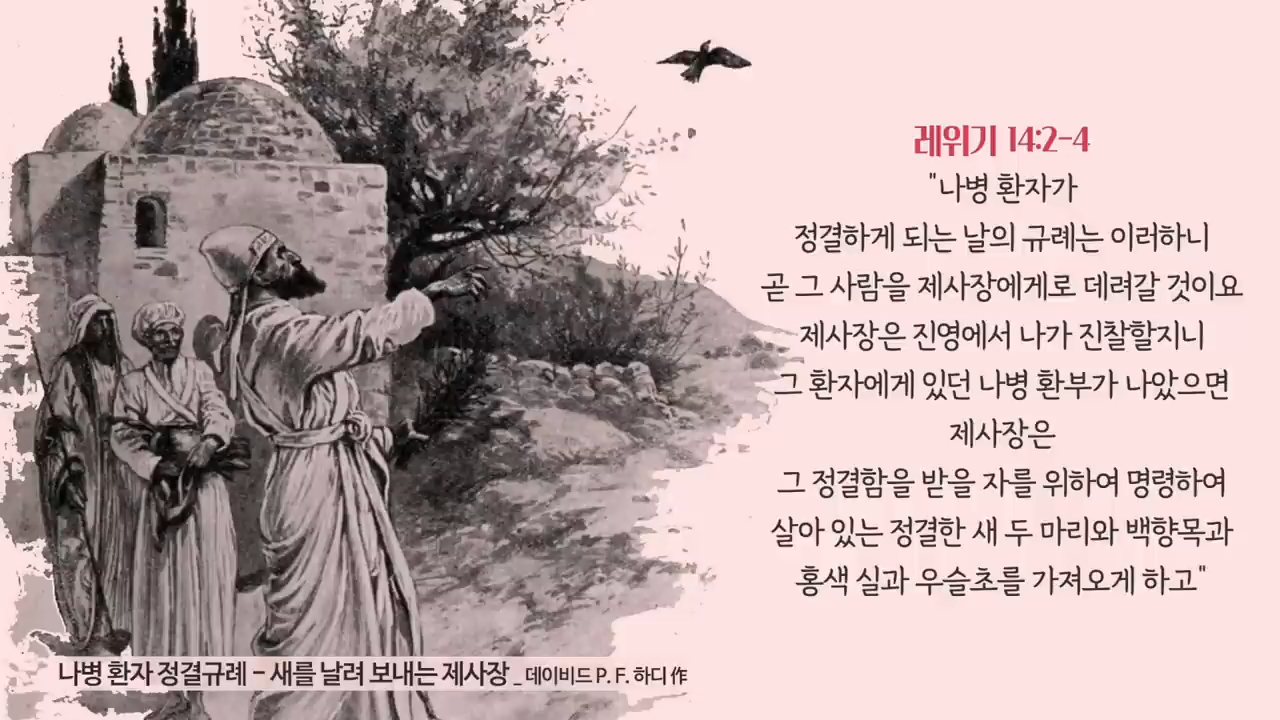 레위기 14:2-4
"나병 환자가
정결하게 되는 날의 규례는 이러하니
곧 그 사람을 제사장에게로 데려갈 것이요
제사장은 진영에서 나가 진찰할지니
그 환자에게 있던 나병 환부가 나았으면
제사장은
그 정결함을 받을 자를 위하여 명령하여
살아 있는 정결한 새 두 마리와 백향목과
홍색 실과 우슬초를 가져오게 하고"
나병 환자 정결규례 - 새를 날려 보내는 제사장 _ 데이비드 P. F. 하디 作